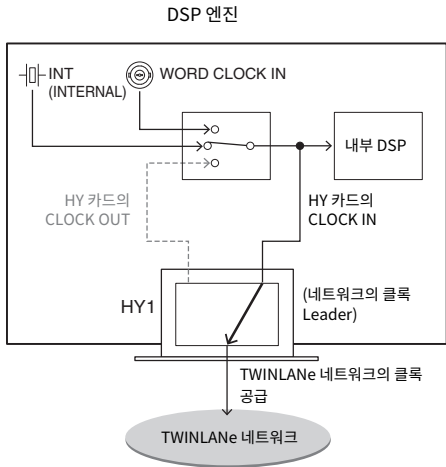 DSP 엔진
INT
(INTERNAL)
WORD CLOCK IN
내부 DSP
HY 카드의
CLOCK OUT
HY 카드의
CLOCK IN
HY1
(네트워크의 클록
Leader)
TWINLANe 네트워크의 클록
공급
TWINLANe 네트워크